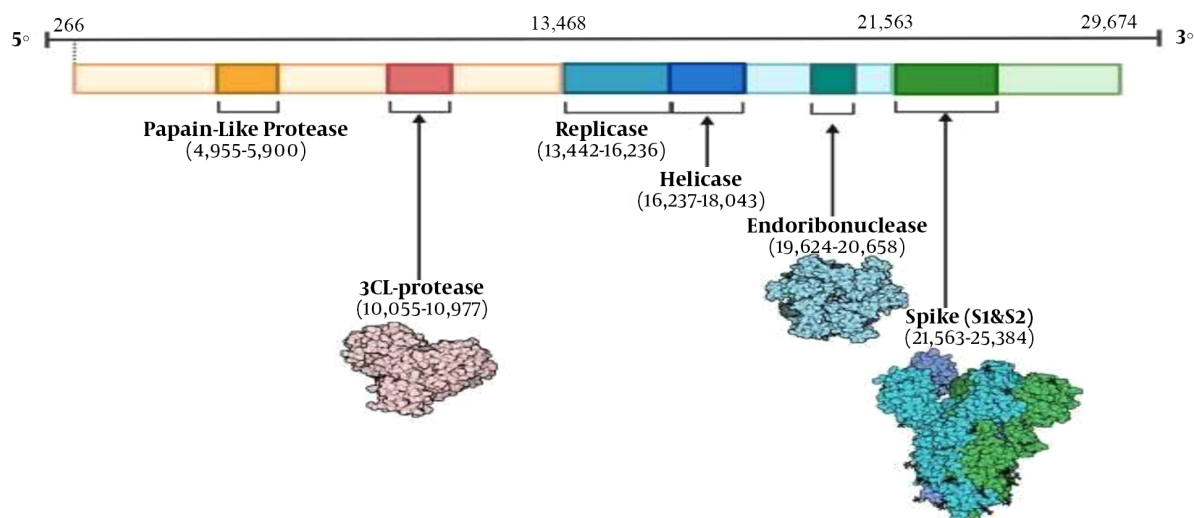 266 13,468 21,563 29,674
5° 3°
Papain-Like Protease
(4,955-5,900)
Replicase
(13,442-16,236)
Helicase
(16,237-18,043)
Endoribonuclease
(19,624-20,658)
3CL-protease
(10,055-10,977)
Spike (S1&S2)
(21,563-25,384)